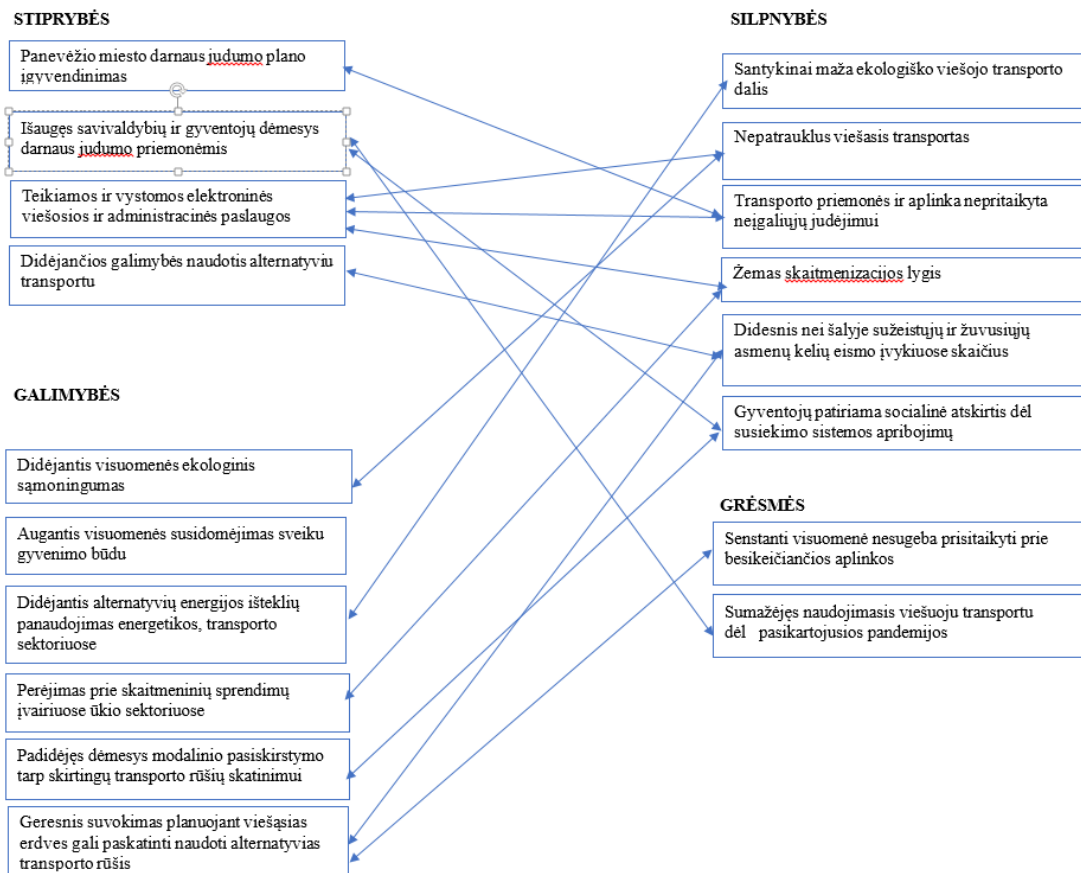 STIPRYBĖS
Panevėžio miesto darnaus judumo plano
įgyvendinimas
Išaugęs savivaldybių ir gyventojų dėmesys
darnaus judumo priemonėmis
Teikiamos ir vystomos elektroninės
viešosios ir administracinės paslaugos
Didėjančios galimybės naudotis alternatyviu
transportu
GALIMYBĖS
Didėjantis visuomenės ekologinis
sąmoningumas
Augantis visuomenės susidomėjimas sveiku
gyvenimo būdu
Didėjantis alternatyvių energijos išteklių
panaudojimas energetikos, transporto
sektoriuose
Perėjimas prie skaitmeninių sprendimų
įvairiuose ūkio sektoriuose
Padidėjęs dėmesys modalinio pasiskirstymo
tarp skirtingų transporto rūšių skatinimui
Geresnis suvokimas planuojant viešąsias
erdves gali paskatinti naudoti alternatyvias
transporto rūšis
SILPNYBĖS
Santykinai maža ekologiško viešojo transporto
dalis
Nepatrauklus viešasis transportas
Transporto priemonės ir aplinka nepritaikyta
neįgaliųjų judėjimui
Žemas skaitmenizacijos lygis
Didesnis nei šalyje sužeistųjų ir žuvusiųjų
asmenų kelių eismo įvykiuose skaičius
Gyventojų patiriama socialinė atskirtis dėl
susiekimo sistemos apribojimų
GRĖSMĖS
Senstanti visuomenė nesugeba prisitaikyti prie
besikeičiančios aplinkos
Sumažėjęs naudojimasis viešuoju transportu
dėl pasikartojusios pandemijos